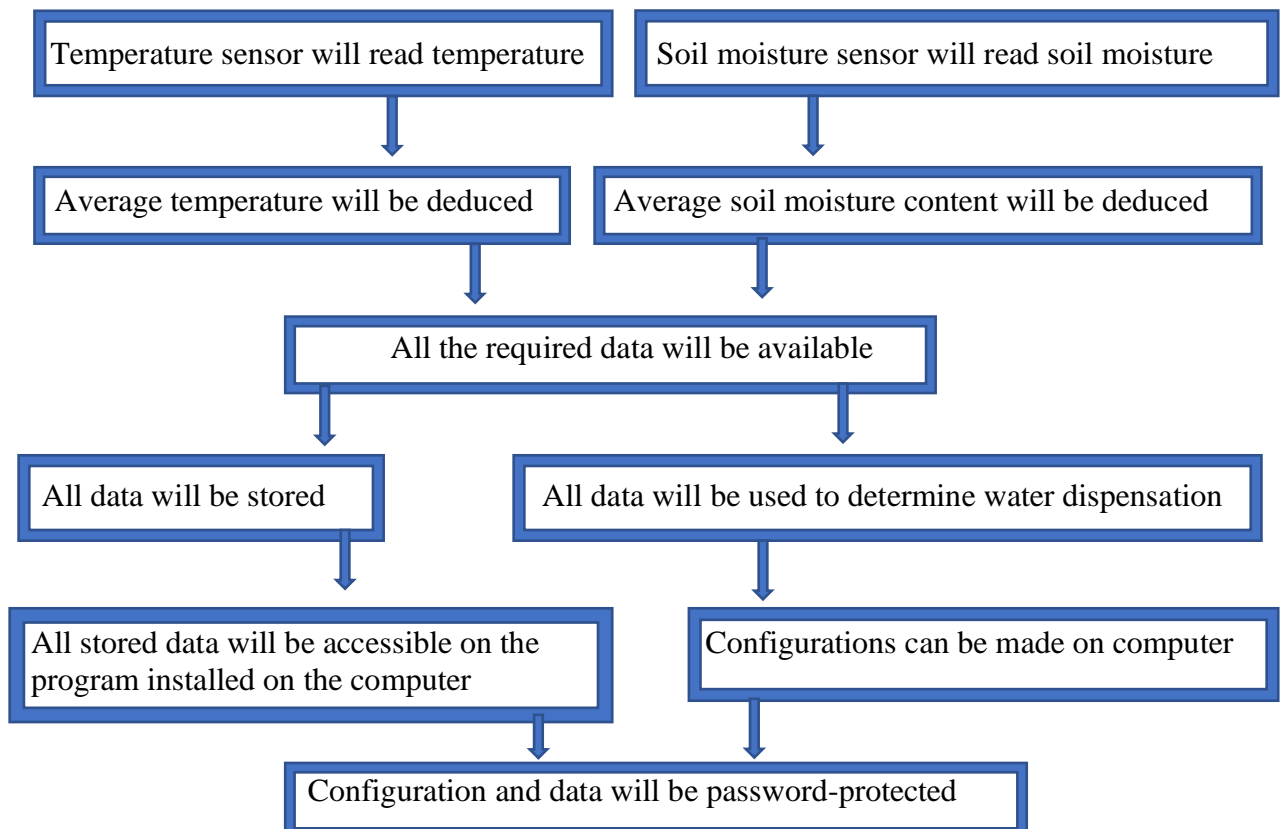 Temperature sensor will read temperature
Soil moisture sensor will read soil moisture
Average temperature will be deduced
Average soil moisture content will be deduced
All the required data will be available
All data will be stored
All data will be used to determine water dispensation
All stored data will be accessible on the
program installed on the computer
Configurations can be made on computer
Configuration and data will be password-protected